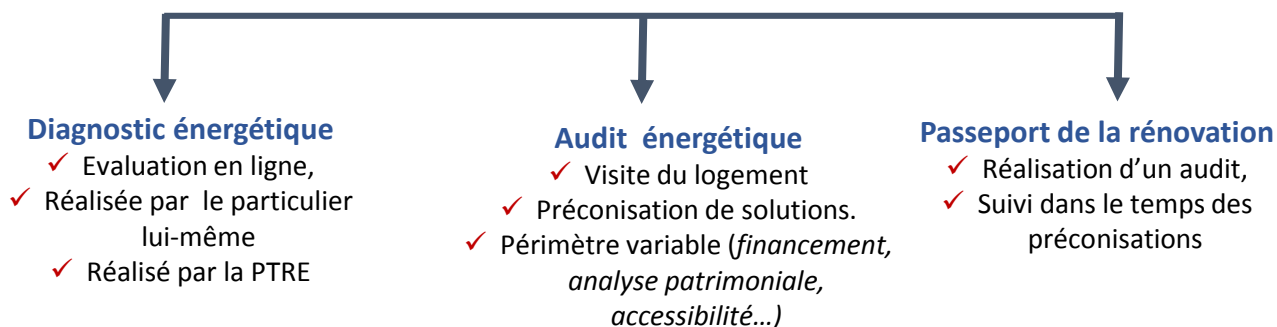 Diagnostic énergétique
✓ Evaluation en ligne,
✓ Réalisée par le particulier
lui-même
✓ Réalisé par la PTRE
Audit énergétique
✓ Visite du logement
✓ Préconisation de solutions.
✓ Périmètre variable (financement,
analyse patrimoniale,
accessibilité…)
Passeport de la rénovation
✓ Réalisation d’un audit,
✓ Suivi dans le temps des
préconisations